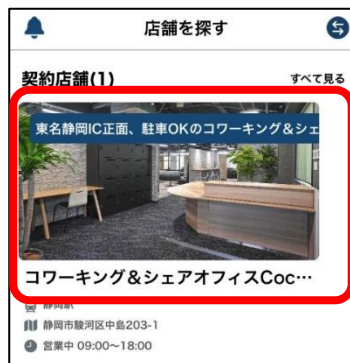 店舗を探す
契約店舗(1)
すべて見る
東名静岡IC正面、駐車OKのコワーキング&シェ
コワーキング&シェアオフィスCoc…
静岡駅
静岡市駿河区中島203-1
営業中 09:00〜18:00